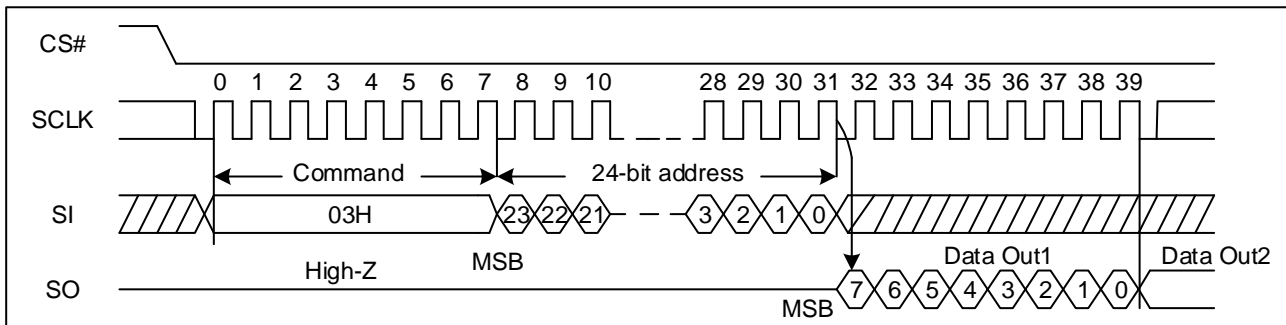 CS#
0 1 2 3 4 5 6 7 8 9 10 28 29 30 31 32 33 34 35 36 37 38 39
SCLK
Command 24-bit address
SI 03H 23 22 21 3 2 1 0
High-Z MSB Data Out1 Data Out2
SO MSB 7 6 5 4 3 2 1 0